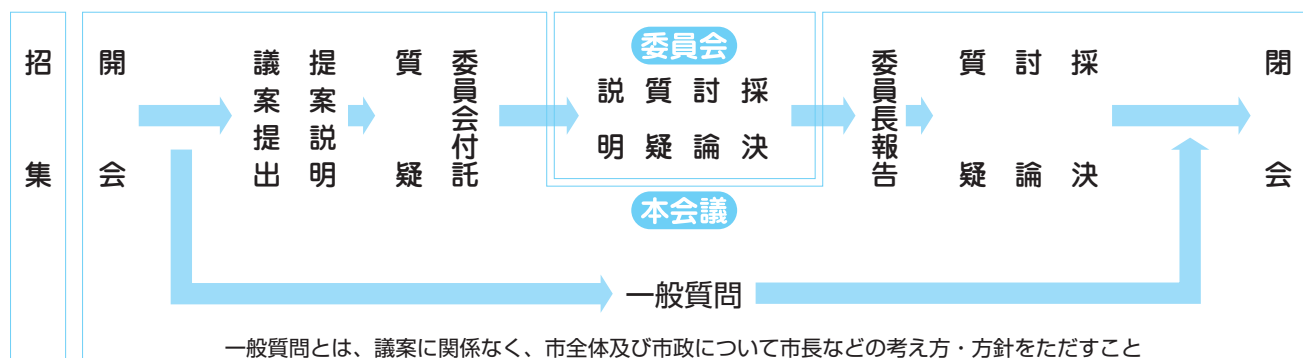 招集
開会
議案提出
提案説明
質疑
委員会付託
委員会
説明
質疑
討論
採決
委員長報告
質疑
討論
採決
閉会
本会議
一般質問
一般質問とは、議案に関係なく、市全体及び市政について市長などの考え方・方針をただすこと